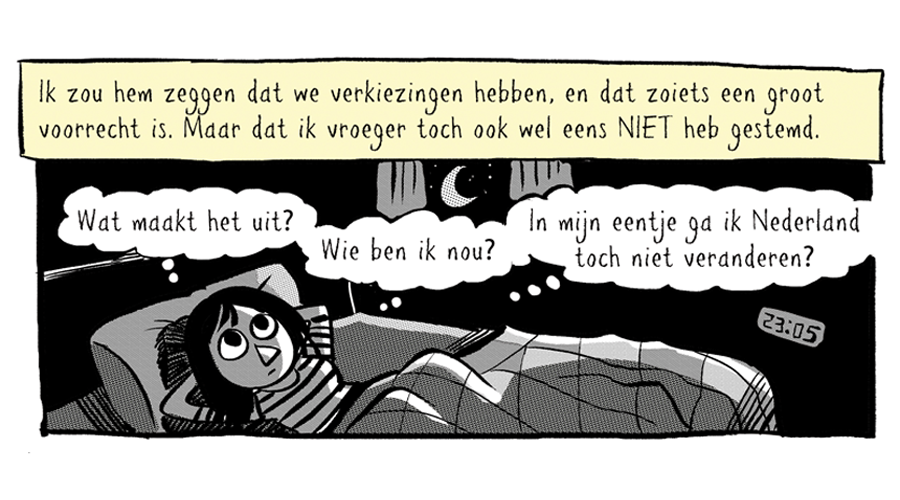 Ik zou hem zeggen dat we verkiezingen hebben, en dat zoiets een groot
voorrecht is. Maar dat ik vroeger toch ook wel eens NIET heb gestemd.
Wat maakt het uit?
Wie ben ik nou?
In mijn eentje ga ik Nederland
toch niet veranderen?
23:05